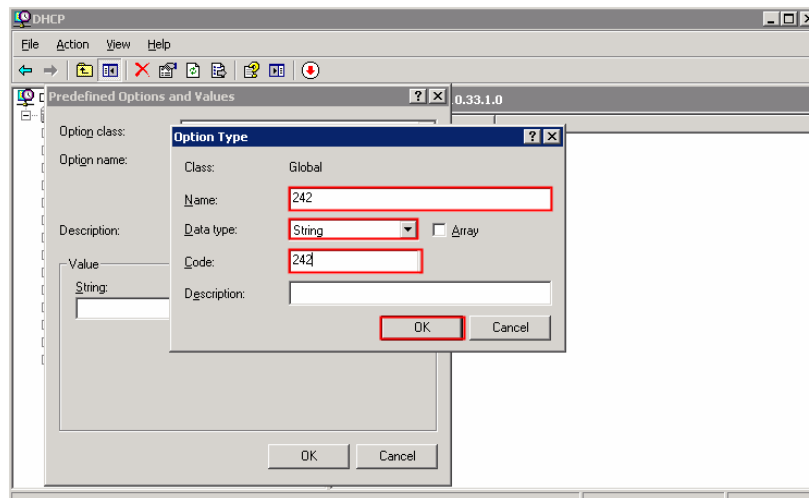 DHCP
File Action View Help
Predefined Options and Values
.0.33.1.0
Option class:
Option name:
Option Type
Class: Global
Name: 242
Data type: String Array
Code: 242
Description:
OK Cancel
Description:
Value
String:
OK Cancel